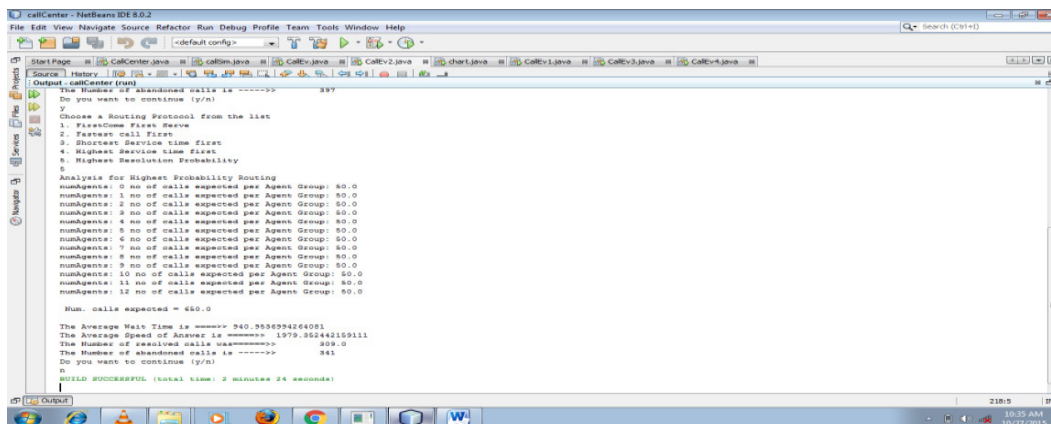 callCenter - NetBeans IDE 8.0.2
File Edit View Navigate Source Refactor Run Debug Profile Team Tools Window Help
Search (Ctrl+I)
<default config>
Start Page CallCenter.java callSim.java CallEv.java CallEv2.java chart.java CallEv1.java CallEv3.java CallEv4.java
Source History
Output - callCenter (run)
Projects
Files
Services
Navigator
The Number of abandoned calls is ----->> 397
Do you want to continue (y/n)
y
Choose a Routing Protocol from the list
1. FirstCome First Serve
2. Fastest call First
3. Shortest Service time first
4. Highest Service time first
5. Highest Resolution Probability
5
Analysis for Highest Probability Routing
numAgents: 0 no of calls expected per Agent Group: 50.0
numAgents: 1 no of calls expected per Agent Group: 50.0
numAgents: 2 no of calls expected per Agent Group: 50.0
numAgents: 3 no of calls expected per Agent Group: 50.0
numAgents: 4 no of calls expected per Agent Group: 50.0
numAgents: 5 no of calls expected per Agent Group: 50.0
numAgents: 6 no of calls expected per Agent Group: 50.0
numAgents: 7 no of calls expected per Agent Group: 50.0
numAgents: 8 no of calls expected per Agent Group: 50.0
numAgents: 9 no of calls expected per Agent Group: 50.0
numAgents: 10 no of calls expected per Agent Group: 50.0
numAgents: 11 no of calls expected per Agent Group: 50.0
numAgents: 12 no of calls expected per Agent Group: 50.0
Num. calls expected = 650.0
The Average Wait Time is ====>> 940.9536994264081
The Average Speed of Answer is =====>> 1979.352442159111
The Number of resolved calls was======>> 309.0
The Number of abandoned calls is ----->> 341
Do you want to continue (y/n)
n
BUILD SUCCESSFUL (total time: 2 minutes 24 seconds)
Output
218:5
10:35 AM
10/27/2015